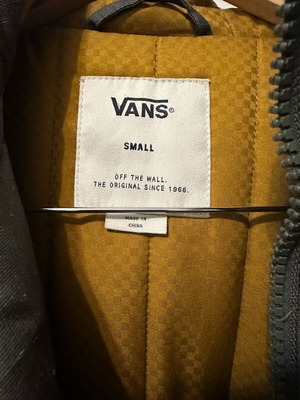 VANS®
SMALL
OFF THE WALL.
THE ORIGINAL SINCE 1966.
MADE IN
CHINA